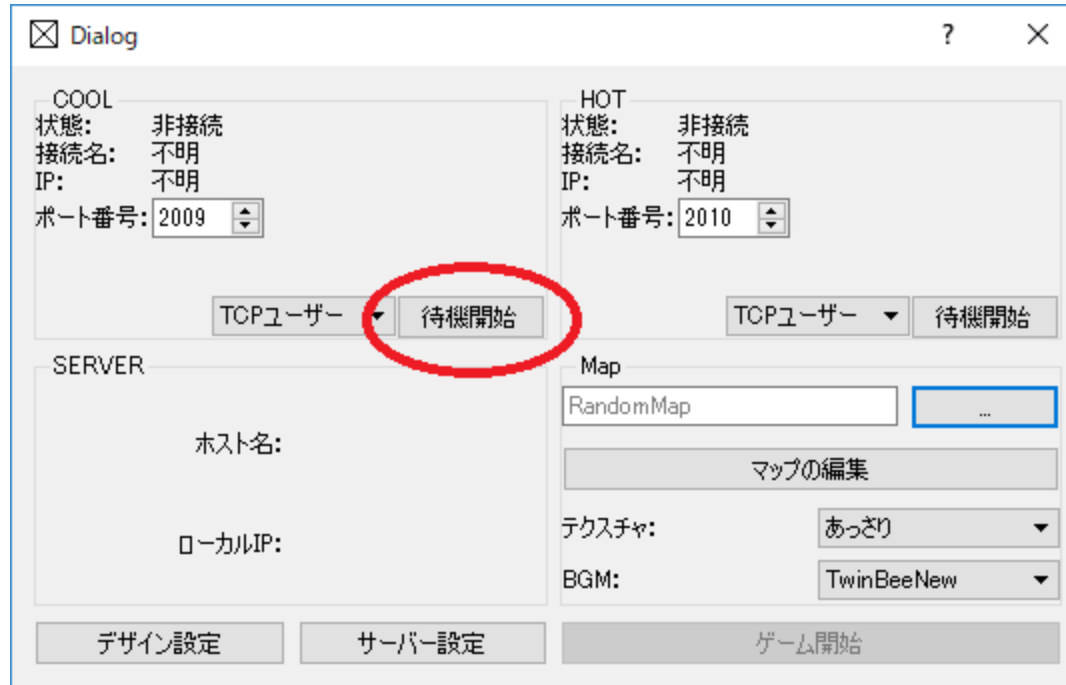 Dialog
COOL
状態: 非接続
接続名: 不明
IP: 不明
ポート番号: 2009
TCPユーザー 待機開始
HOT
状態: 非接続
接続名: 不明
IP: 不明
ポート番号: 2010
TCPユーザー 待機開始
SERVER
ホスト名:
ローカルIP:
Map
RandomMap ...
マップの編集
テクスチャ: あっさり
BGM: TwinBeeNew
デザイン設定 サーバー設定 ゲーム開始